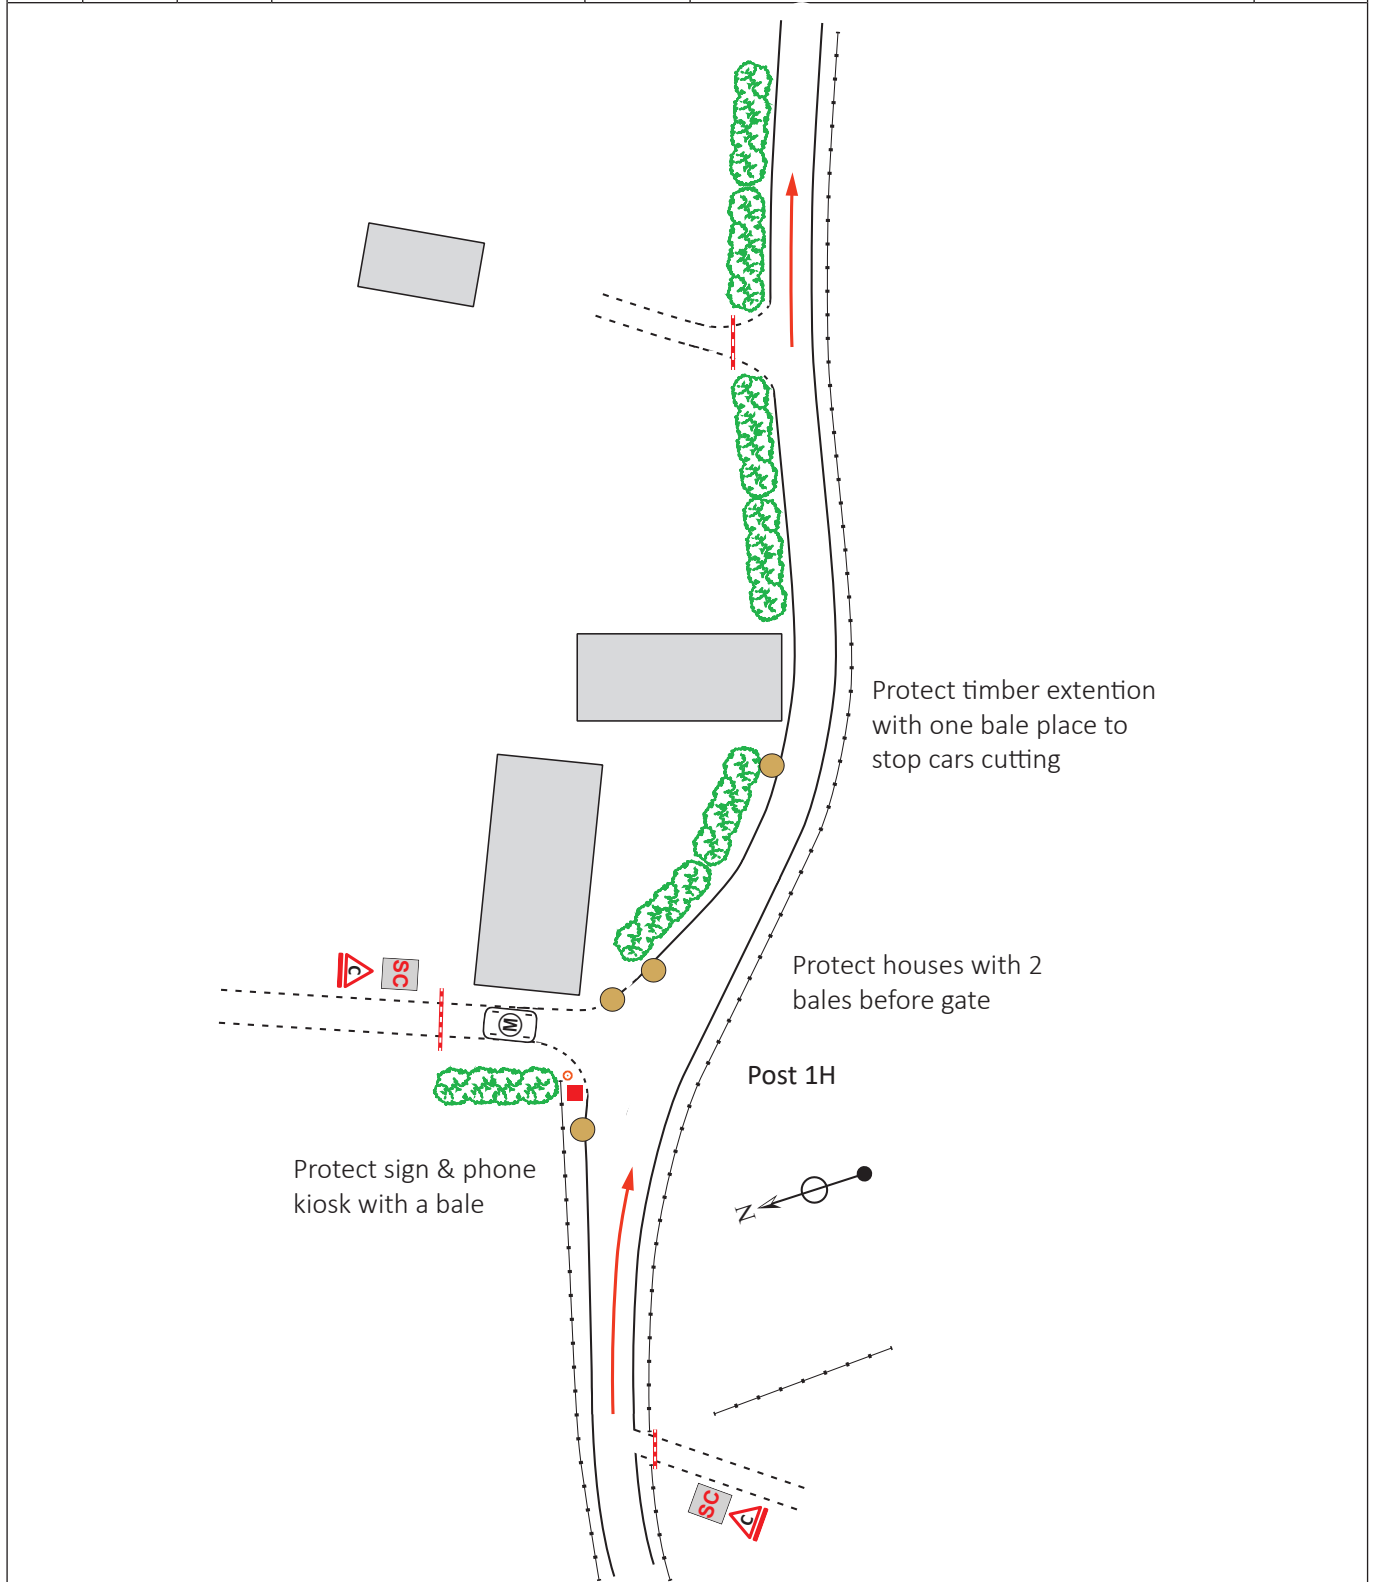 Protect timber extention
with one bale place to
stop cars cutting
Protect houses with 2
bales before gate
C
SC
M
Post 1H
Protect sign & phone
kiosk with a bale
N
SC
C